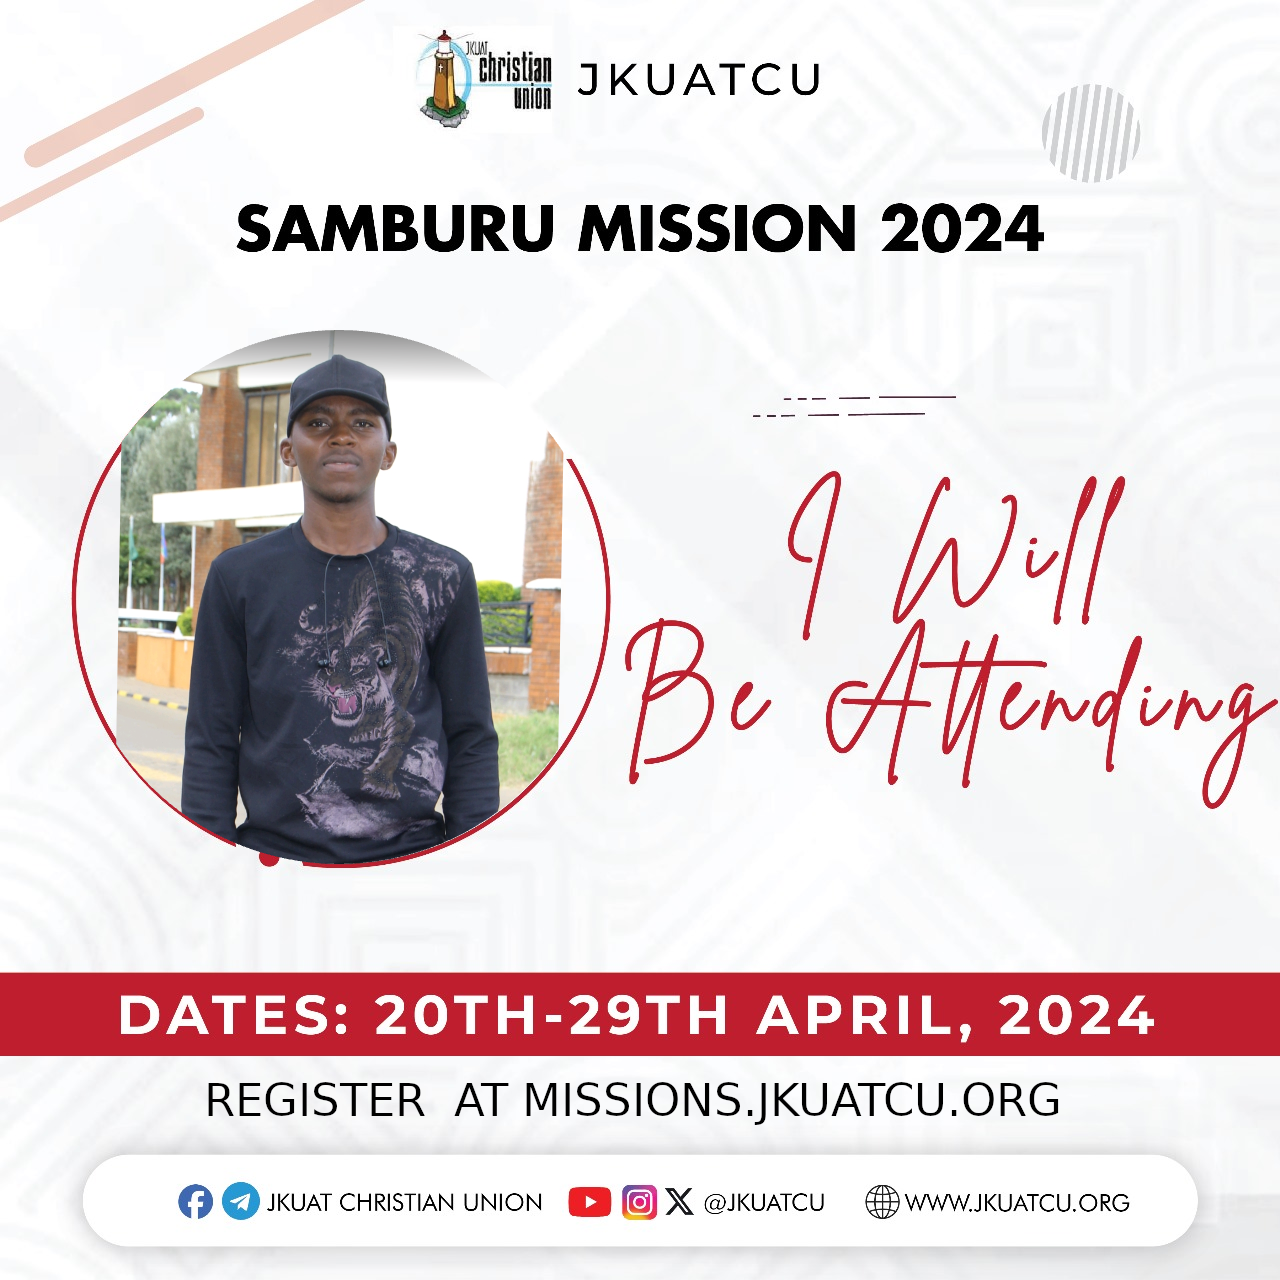 JKUAT
christian
union
JKUATCU
SAMBURU MISSION 2024
I Will
Be Attending
DATES: 20TH-29TH APRIL, 2024
REGISTER AT MISSIONS.JKUATCU.ORG
JKUAT CHRISTIAN UNION @JKUATCU WWW.JKUATCU.ORG